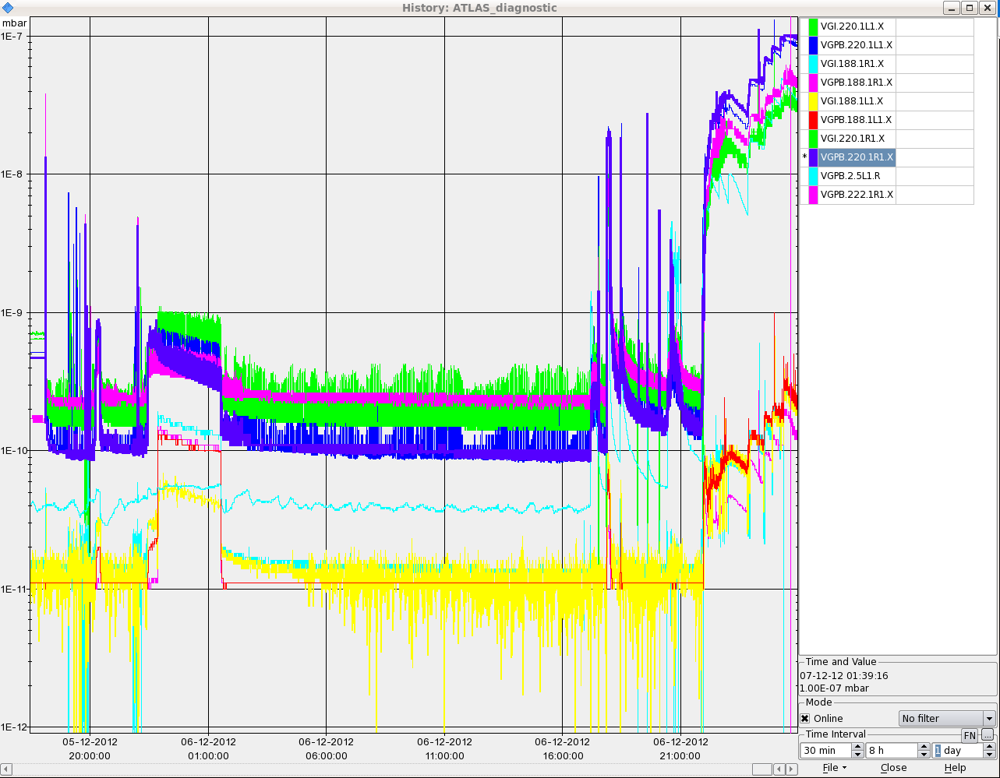 History: ATLAS_diagnostic
mbar
1E-7
1E-8
1E-9
1E-10
1E-11
1E-12
05-12-2012 06-12-2012 06-12-2012 06-12-2012 06-12-2012 06-12-2012
20:00:00 01:00:00 06:00:00 11:00:00 16:00:00 21:00:00
VGI.220.1L1.X
VGPB.220.1L1.X
VGI.188.1R1.X
VGPB.188.1R1.X
VGI.188.1L1.X
VGPB.188.1L1.X
VGI.220.1R1.X
* VGPB.220.1R1.X
VGPB.2.5L1.R
VGPB.222.1R1.X
Time and Value
07-12-12 01:39:16
1.00E-07 mbar
Mode
Online No filter
Time Interval FN ...
30 min 8 h 1 day
File Close Help